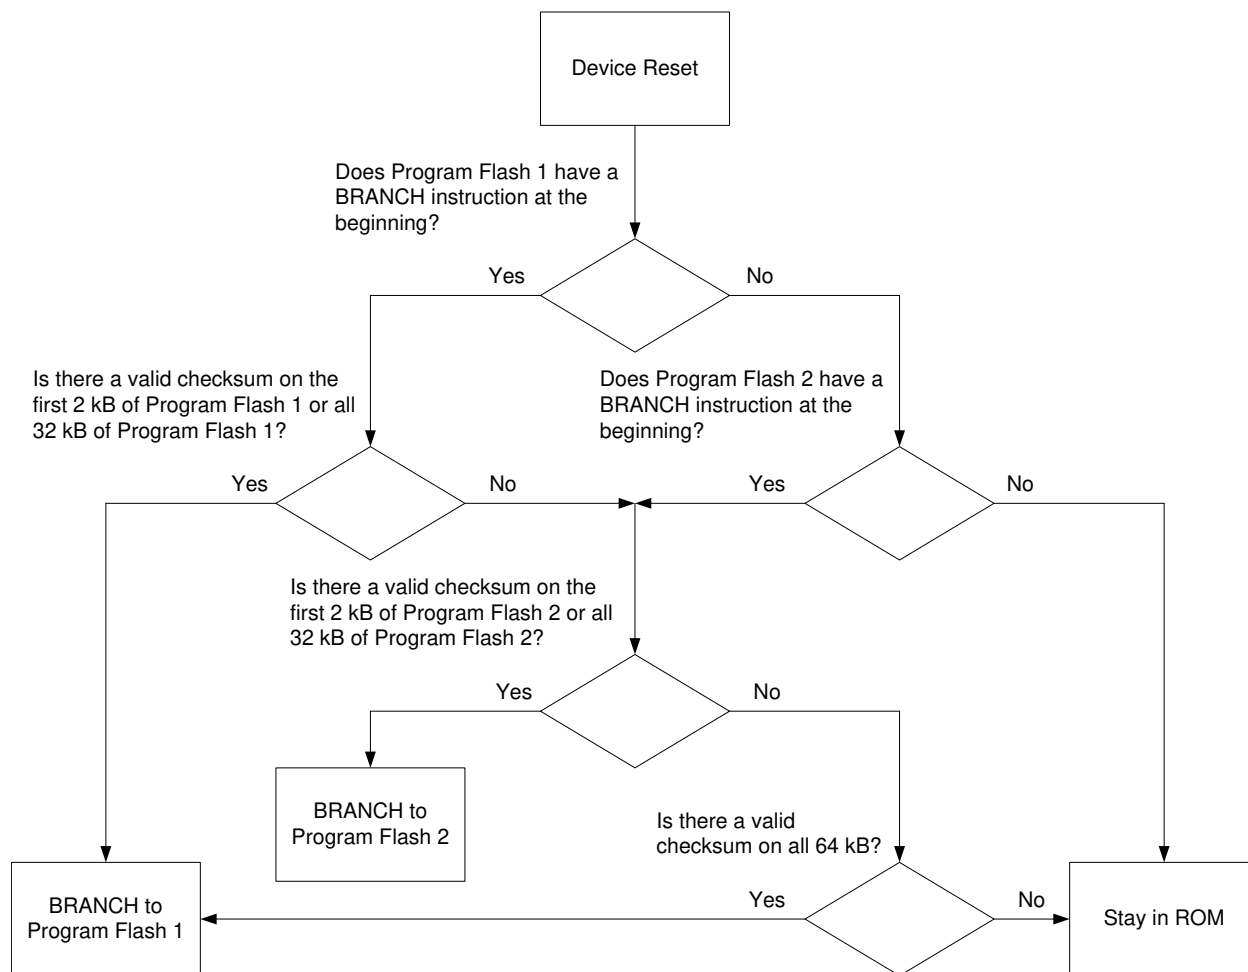 Device Reset
Does Program Flash 1 have a
BRANCH instruction at the
beginning?
Yes
No
Is there a valid checksum on the
first 2 kB of Program Flash 1 or all
32 kB of Program Flash 1?
Does Program Flash 2 have a
BRANCH instruction at the
beginning?
Yes
No
Yes
No
Is there a valid checksum on the
first 2 kB of Program Flash 2 or all
32 kB of Program Flash 2?
Yes
No
BRANCH to
Program Flash 2
Is there a valid
checksum on all 64 kB?
BRANCH to
Program Flash 1
Yes
No
Stay in ROM